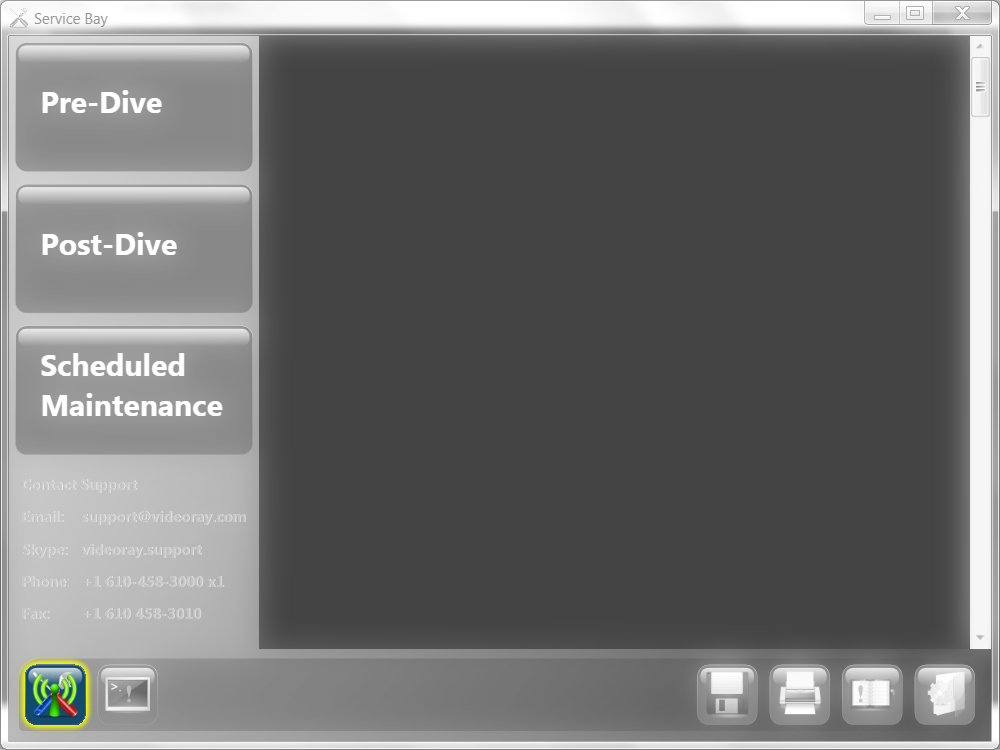 Service Bay
Pre-Dive
Post-Dive
Scheduled
Maintenance
Contact Support
Email: support@videoray.com
Skype: videoray.support
Phone: +1 610-458-3000 x1
Fax: +1 610 458-3010